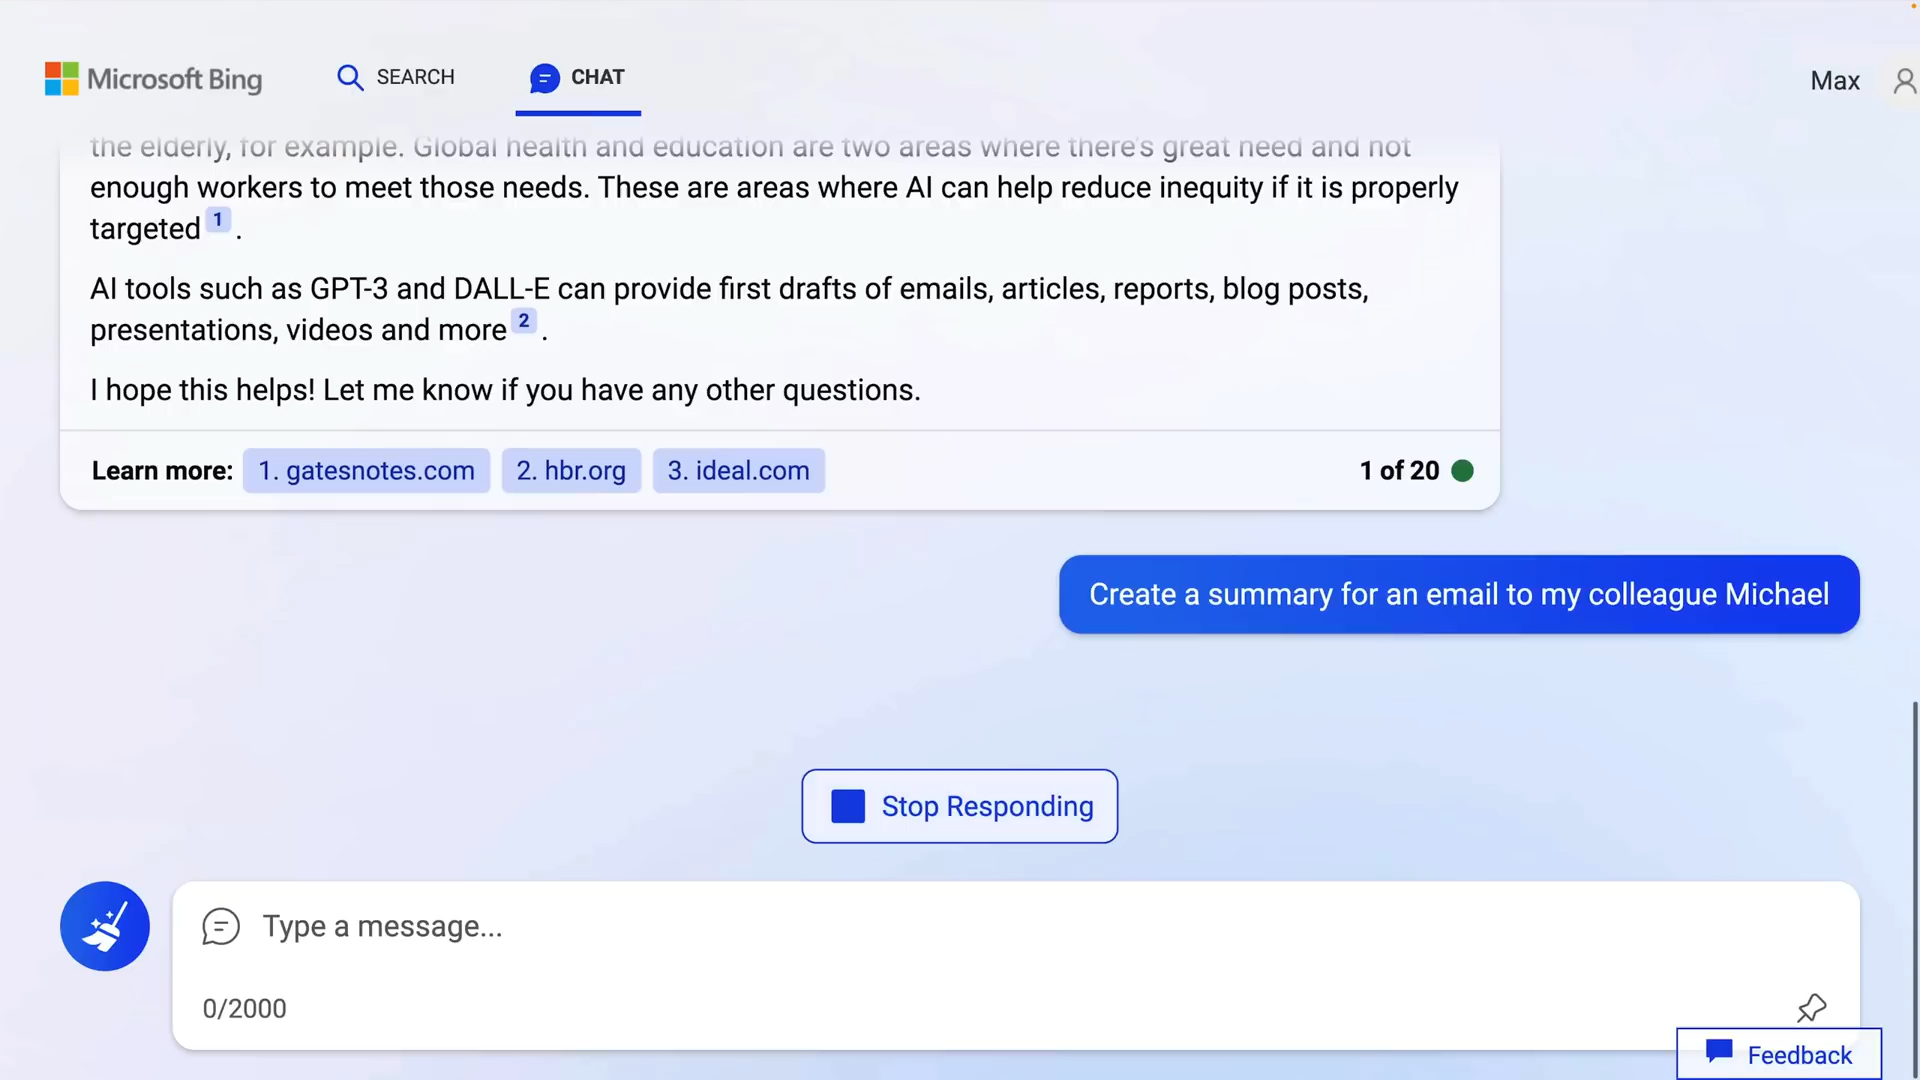 Microsoft Bing
SEARCH
CHAT
Max
the elderly, for example. Global health and education are two areas where there's great need and not
enough workers to meet those needs. These are areas where AI can help reduce inequity if it is properly
targeted 1 .
AI tools such as GPT-3 and DALL-E can provide first drafts of emails, articles, reports, blog posts,
presentations, videos and more 2 .
I hope this helps! Let me know if you have any other questions.
Learn more: 1. gatesnotes.com 2. hbr.org 3. ideal.com 1 of 20
Create a summary for an email to my colleague Michael
Stop Responding
Type a message...
0/2000
Feedback